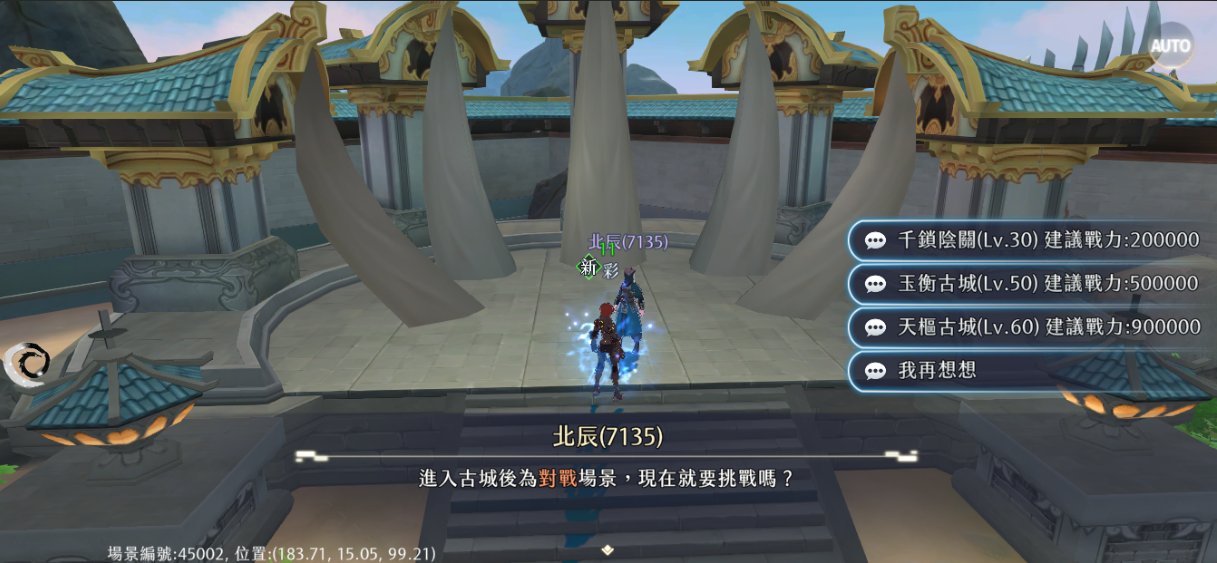 AUTO
北辰(7135)
11
新 彩
千鎖陰關(Lv.30) 建議戰力:200000
玉衡古城(Lv.50) 建議戰力:500000
天樞古城(Lv.60) 建議戰力:900000
我再想想
北辰(7135)
進入古城後為對戰場景，現在就要挑戰嗎？
場景編號:45002, 位置:(183.71, 15.05, 99.21)